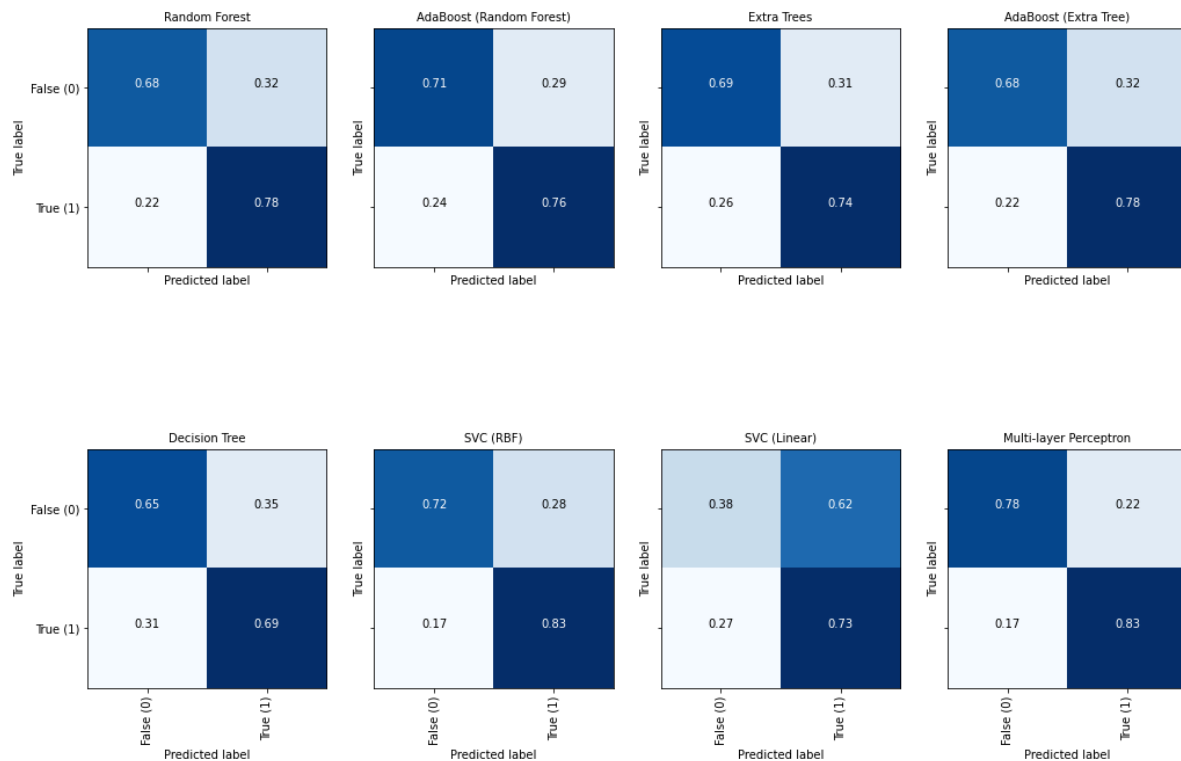 Random Forest
AdaBoost (Random Forest)
Extra Trees
AdaBoost (Extra Tree)
False (0)
0.68
0.32
0.71
0.29
0.69
0.31
0.68
0.32
True label
True label
True label
True label
True (1)
0.22
0.78
0.24
0.76
0.26
0.74
0.22
0.78
Predicted label
Predicted label
Predicted label
Predicted label
Decision Tree
SVC (RBF)
SVC (Linear)
Multi-layer Perceptron
False (0)
0.65
0.35
0.72
0.28
0.38
0.62
0.78
0.22
True label
True label
True label
True label
True (1)
0.31
0.69
0.17
0.83
0.27
0.73
0.17
0.83
False (0)
True (1)
False (0)
True (1)
False (0)
True (1)
False (0)
True (1)
Predicted label
Predicted label
Predicted label
Predicted label